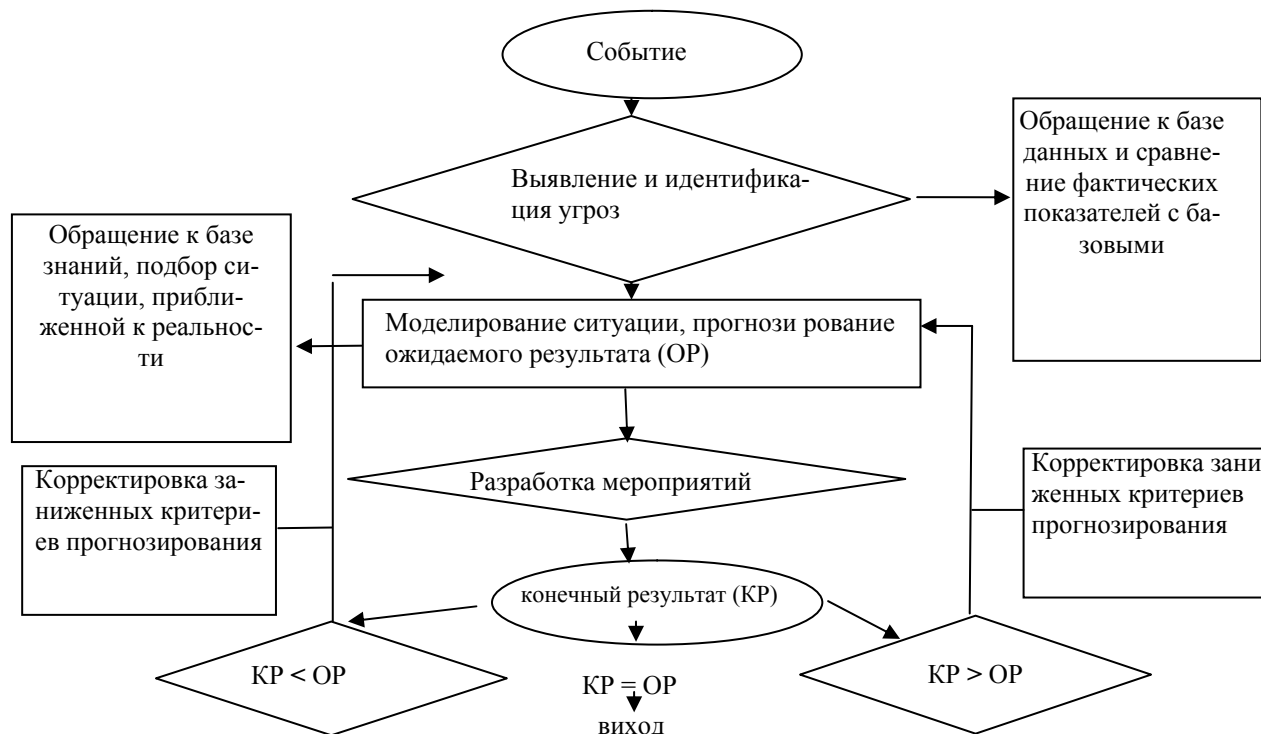 Событие
Обращение к базе
данных и сравне-
ние фактических
показателей с ба-
зовыми
Выявление и идентифика-
ция угроз
Обращение к базе
знаний, подбор си-
туации, прибли-
женной к реальнос-
ти
Моделирование ситуации, прогнози рование
ожидаемого результата (ОР)
Разработка мероприятий
Корректировка за-
ниженных критери-
ев прогнозирования
Корректировка зани
женных критериев
прогнозирования
конечный результат (КР)
КР < ОР
КР = ОР
КР > ОР
виход